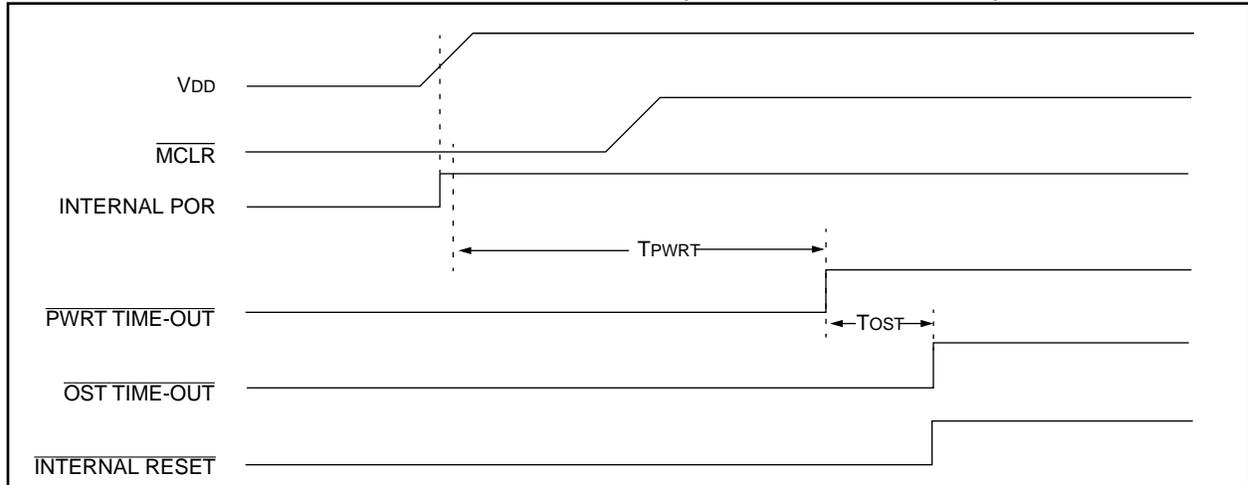 VDD
MCLR
INTERNAL POR
TPWRT
PWRT TIME-OUT
TOST
OST TIME-OUT
INTERNAL RESET